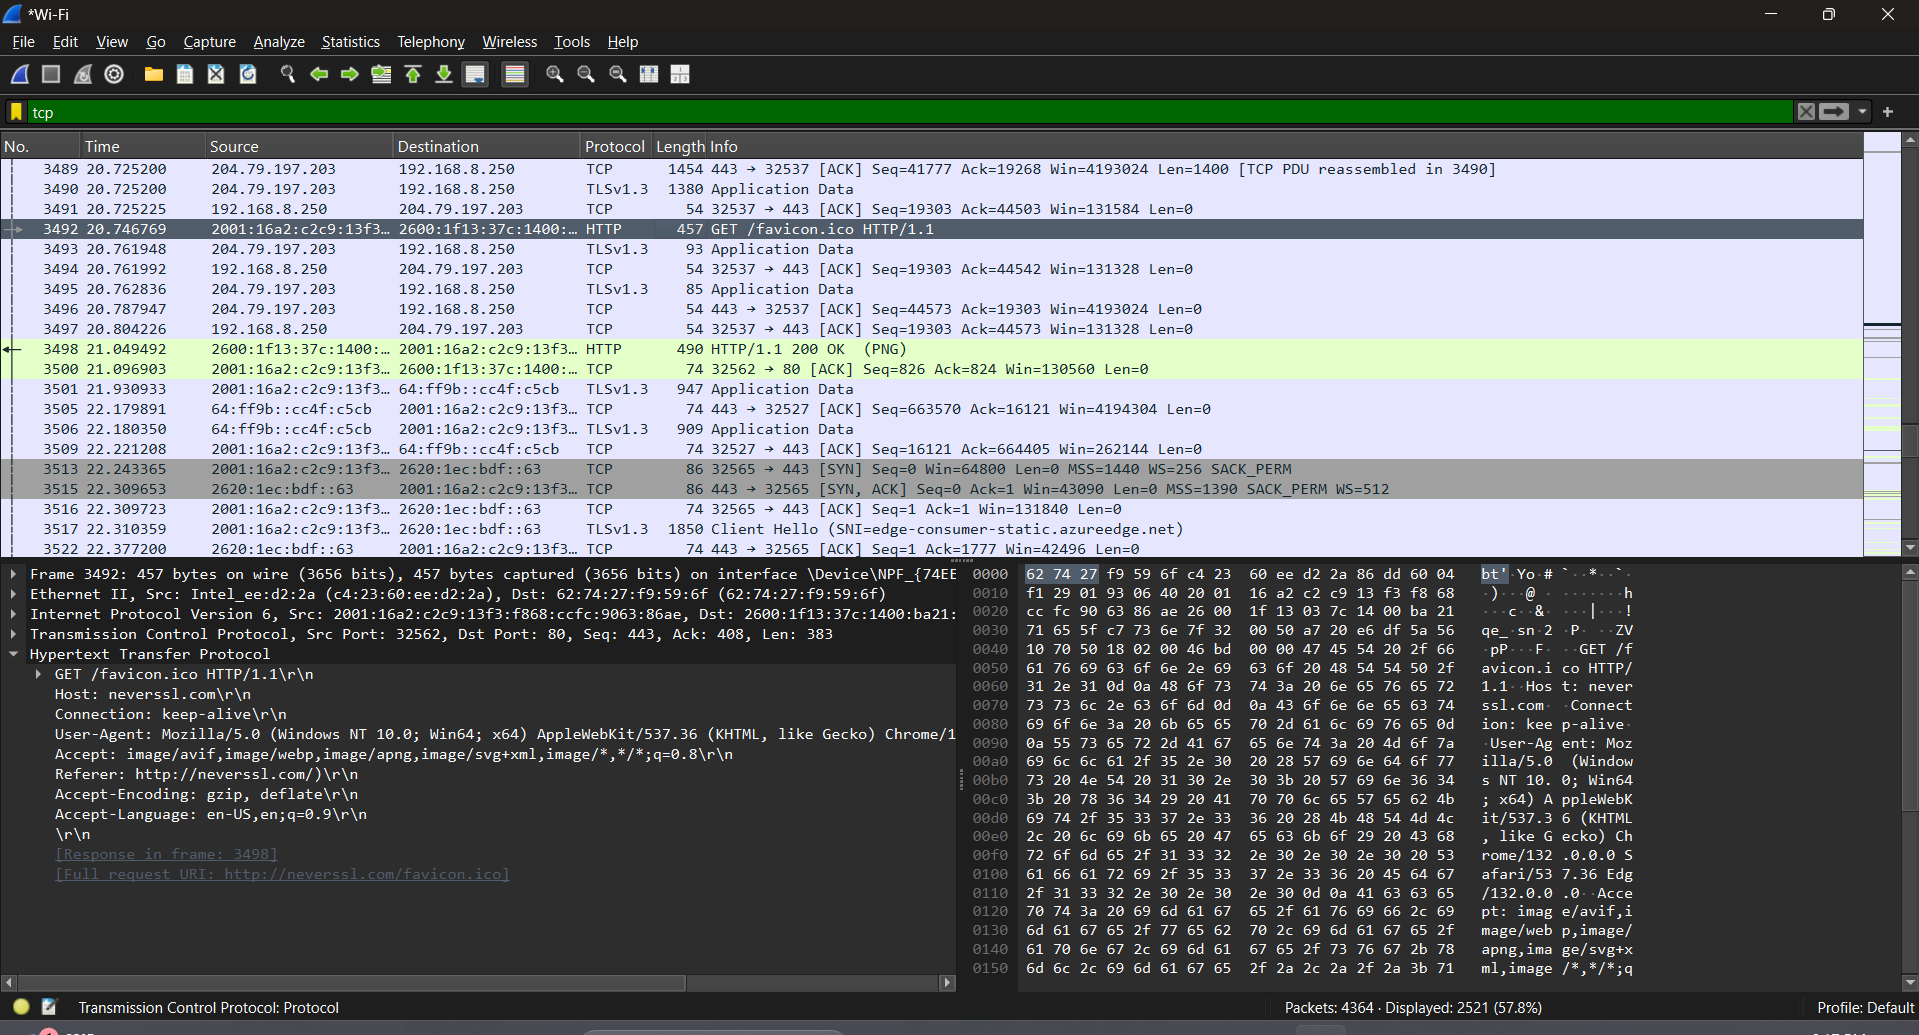 *Wi-Fi
File Edit View Go Capture Analyze Statistics Telephony Wireless Tools Help
tcp
No. Time Source Destination Protocol Length Info
3489 20.725200 204.79.197.203 192.168.8.250 TCP 1454 443 → 32537 [ACK] Seq=41777 Ack=19268 Win=4193024 Len=1400 [TCP PDU reassembled in 3490]
3490 20.725200 204.79.197.203 192.168.8.250 TLSv1.3 1380 Application Data
3491 20.725225 192.168.8.250 204.79.197.203 TCP 54 32537 → 443 [ACK] Seq=19303 Ack=44503 Win=131584 Len=0
3492 20.746769 2001:16a2:c2c9:13f3… 2600:1f13:37c:1400:… HTTP 457 GET /favicon.ico HTTP/1.1
3493 20.761948 204.79.197.203 192.168.8.250 TLSv1.3 93 Application Data
3494 20.761992 192.168.8.250 204.79.197.203 TCP 54 32537 → 443 [ACK] Seq=19303 Ack=44542 Win=131328 Len=0
3495 20.762836 204.79.197.203 192.168.8.250 TLSv1.3 85 Application Data
3496 20.787947 204.79.197.203 192.168.8.250 TCP 54 443 → 32537 [ACK] Seq=44573 Ack=19303 Win=4193024 Len=0
3497 20.804226 192.168.8.250 204.79.197.203 TCP 54 32537 → 443 [ACK] Seq=19303 Ack=44573 Win=131328 Len=0
3498 21.049492 2600:1f13:37c:1400:… 2001:16a2:c2c9:13f3… HTTP 490 HTTP/1.1 200 OK (PNG)
3500 21.096903 2001:16a2:c2c9:13f3… 2600:1f13:37c:1400:… TCP 74 32562 → 80 [ACK] Seq=826 Ack=824 Win=130560 Len=0
3501 21.930933 2001:16a2:c2c9:13f3… 64:ff9b::cc4f:c5cb TLSv1.3 947 Application Data
3505 22.179891 64:ff9b::cc4f:c5cb 2001:16a2:c2c9:13f3… TCP 74 443 → 32527 [ACK] Seq=663570 Ack=16121 Win=4194304 Len=0
3506 22.180350 64:ff9b::cc4f:c5cb 2001:16a2:c2c9:13f3… TLSv1.3 909 Application Data
3509 22.221208 2001:16a2:c2c9:13f3… 64:ff9b::cc4f:c5cb TCP 74 32527 → 443 [ACK] Seq=16121 Ack=664405 Win=262144 Len=0
3513 22.243365 2001:16a2:c2c9:13f3… 2620:1ec:bdf::63 TCP 86 32565 → 443 [SYN] Seq=0 Win=64800 Len=0 MSS=1440 WS=256 SACK_PERM
3515 22.309653 2620:1ec:bdf::63 2001:16a2:c2c9:13f3… TCP 86 443 → 32565 [SYN, ACK] Seq=0 Ack=1 Win=43090 Len=0 MSS=1390 SACK_PERM WS=512
3516 22.309723 2001:16a2:c2c9:13f3… 2620:1ec:bdf::63 TCP 74 32565 → 443 [ACK] Seq=1 Ack=1 Win=131840 Len=0
3517 22.310359 2001:16a2:c2c9:13f3… 2620:1ec:bdf::63 TLSv1.3 1850 Client Hello (SNI=edge-consumer-static.azureedge.net)
3522 22.377200 2620:1ec:bdf::63 2001:16a2:c2c9:13f3… TCP 74 443 → 32565 [ACK] Seq=1 Ack=1777 Win=42496 Len=0
Frame 3492: 457 bytes on wire (3656 bits), 457 bytes captured (3656 bits) on interface \Device\NPF_{74EE
Ethernet II, Src: Intel_ee:d2:2a (c4:23:60:ee:d2:2a), Dst: 62:74:27:f9:59:6f (62:74:27:f9:59:6f)
Internet Protocol Version 6, Src: 2001:16a2:c2c9:13f3:f868:ccfc:9063:86ae, Dst: 2600:1f13:37c:1400:ba21:
Transmission Control Protocol, Src Port: 32562, Dst Port: 80, Seq: 443, Ack: 408, Len: 383
Hypertext Transfer Protocol
GET /favicon.ico HTTP/1.1\r\n
Host: neverssl.com\r\n
Connection: keep-alive\r\n
User-Agent: Mozilla/5.0 (Windows NT 10.0; Win64; x64) AppleWebKit/537.36 (KHTML, like Gecko) Chrome/1
Accept: image/avif,image/webp,image/apng,image/svg+xml,image/*,*/*;q=0.8\r\n
Referer: http://neverssl.com/)\r\n
Accept-Encoding: gzip, deflate\r\n
Accept-Language: en-US,en;q=0.9\r\n
\r\n
[Response in frame: 3498]
[Full request URI: http://neverssl.com/favicon.ico]
0000 62 74 27 f9 59 6f c4 23 60 ee d2 2a 86 dd 60 04 bt'·Yo·# `··*··`·
0010 f1 29 01 93 06 40 20 01 16 a2 c2 c9 13 f3 f8 68 ·)···@ · ·······h
0020 cc fc 90 63 86 ae 26 00 1f 13 03 7c 14 00 ba 21 ···c··&· ···|···!
0030 71 65 5f c7 73 6e 7f 32 00 50 a7 20 e6 df 5a 56 qe_·sn·2 ·P· ··ZV
0040 10 70 50 18 02 00 46 bd 00 00 47 45 54 20 2f 66 ·pP···F· ··GET /f
0050 61 76 69 63 6f 6e 2e 69 63 6f 20 48 54 54 50 2f avicon.i co HTTP/
0060 31 2e 31 0d 0a 48 6f 73 74 3a 20 6e 65 76 65 72 1.1··Hos t: never
0070 73 73 6c 2e 63 6f 6d 0d 0a 43 6f 6e 6e 65 63 74 ssl.com· ·Connect
0080 69 6f 6e 3a 20 6b 65 65 70 2d 61 6c 69 76 65 0d ion: kee p-alive·
0090 0a 55 73 65 72 2d 41 67 65 6e 74 3a 20 4d 6f 7a ·User-Ag ent: Moz
00a0 69 6c 6c 61 2f 35 2e 30 20 28 57 69 6e 64 6f 77 illa/5.0 (Window
00b0 73 20 4e 54 20 31 30 2e 30 3b 20 57 69 6e 36 34 s NT 10. 0; Win64
00c0 3b 20 78 36 34 29 20 41 70 70 6c 65 57 65 62 4b ; x64) A ppleWebK
00d0 69 74 2f 35 33 37 2e 33 36 20 28 4b 48 54 4d 4c it/537.3 6 (KHTML
00e0 2c 20 6c 69 6b 65 20 47 65 63 6b 6f 29 20 43 68 , like G ecko) Ch
00f0 72 6f 6d 65 2f 31 33 32 2e 30 2e 30 2e 30 20 53 rome/132 .0.0.0 S
0100 61 66 61 72 69 2f 35 33 37 2e 33 36 20 45 64 67 afari/53 7.36 Edg
0110 2f 31 33 32 2e 30 2e 30 2e 30 0d 0a 41 63 63 65 /132.0.0 .0··Acce
0120 70 74 3a 20 69 6d 61 67 65 2f 61 76 69 66 2c 69 pt: imag e/avif,i
0130 6d 61 67 65 2f 77 65 62 70 2c 69 6d 61 67 65 2f mage/web p,image/
0140 61 70 6e 67 2c 69 6d 61 67 65 2f 73 76 67 2b 78 apng,ima ge/svg+x
0150 6d 6c 2c 69 6d 61 67 65 2f 2a 2c 2a 2f 2a 3b 71 ml,image /*,*/*;q
Transmission Control Protocol: Protocol Packets: 4364 · Displayed: 2521 (57.8%) Profile: Default